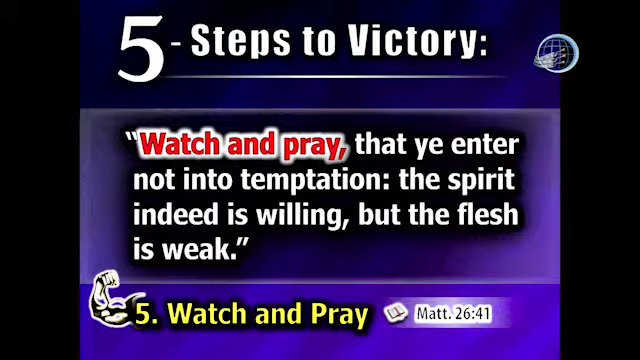 5 - Steps to Victory:
"Watch and pray, that ye enter
not into temptation: the spirit
indeed is willing, but the flesh
is weak."
5. Watch and Pray
Matt. 26:41